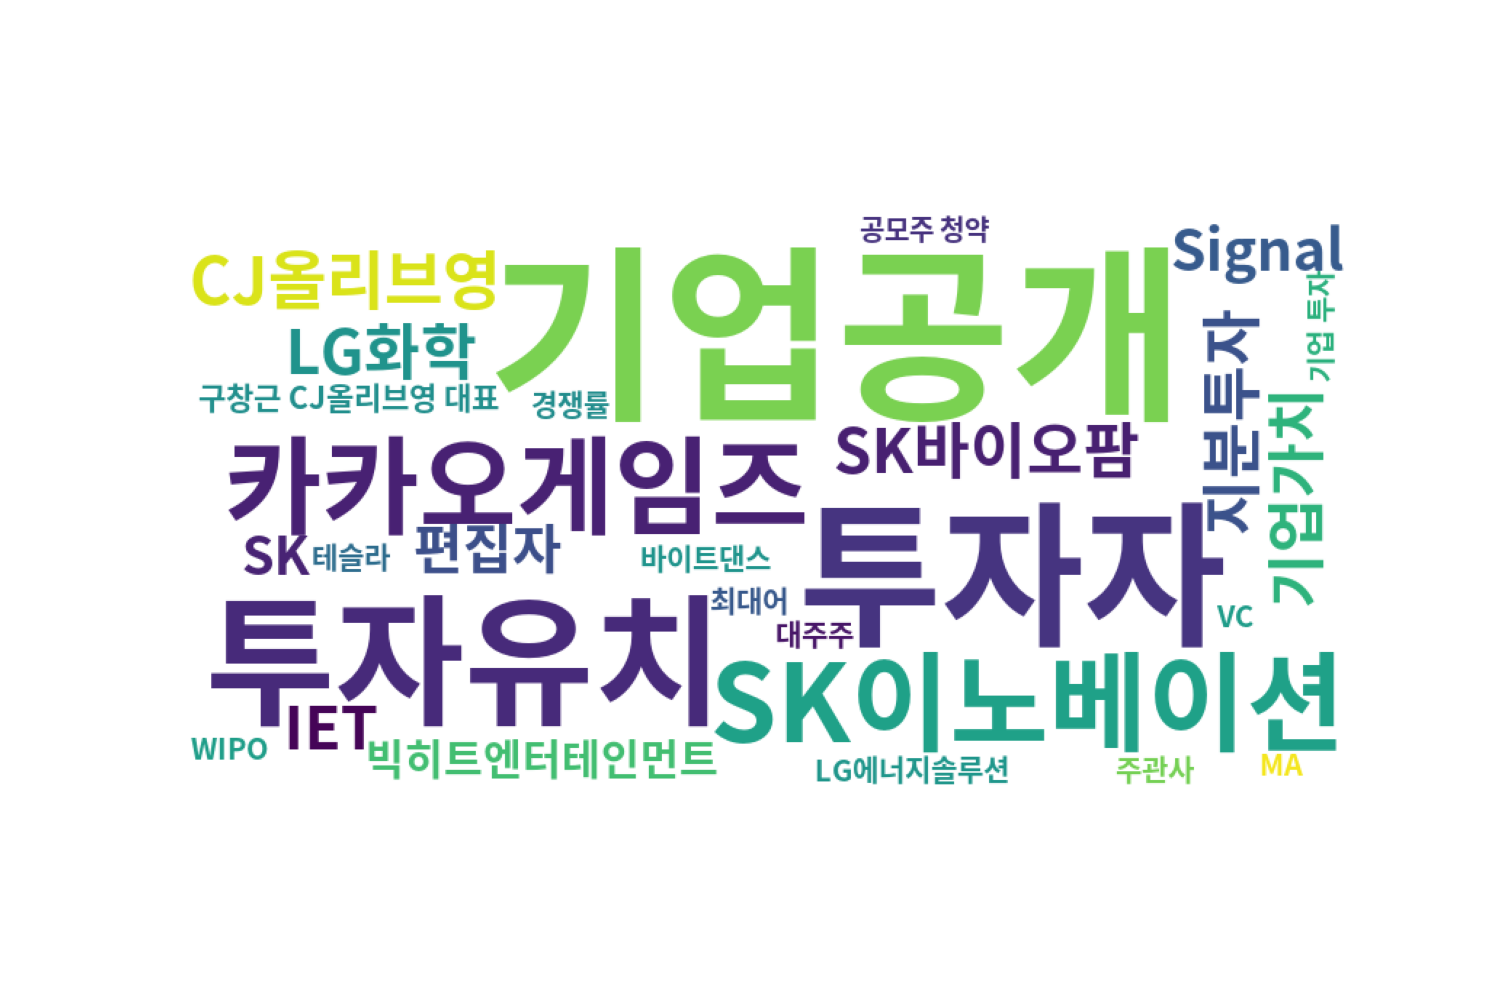 공모주 청약
Signal
CJ올리브영
기업공개
기업 투자
LG화학
지분투자
구창근 CJ올리브영 대표
경쟁률
기업가치
카카오게임즈
SK바이오팜
SK
테슬라
편집자
바이트댄스
투자자
최대어
대주주
VC
투자유치
SK이노베이션
IET
WIPO
빅히트엔터테인먼트
LG에너지솔루션
주관사
MA